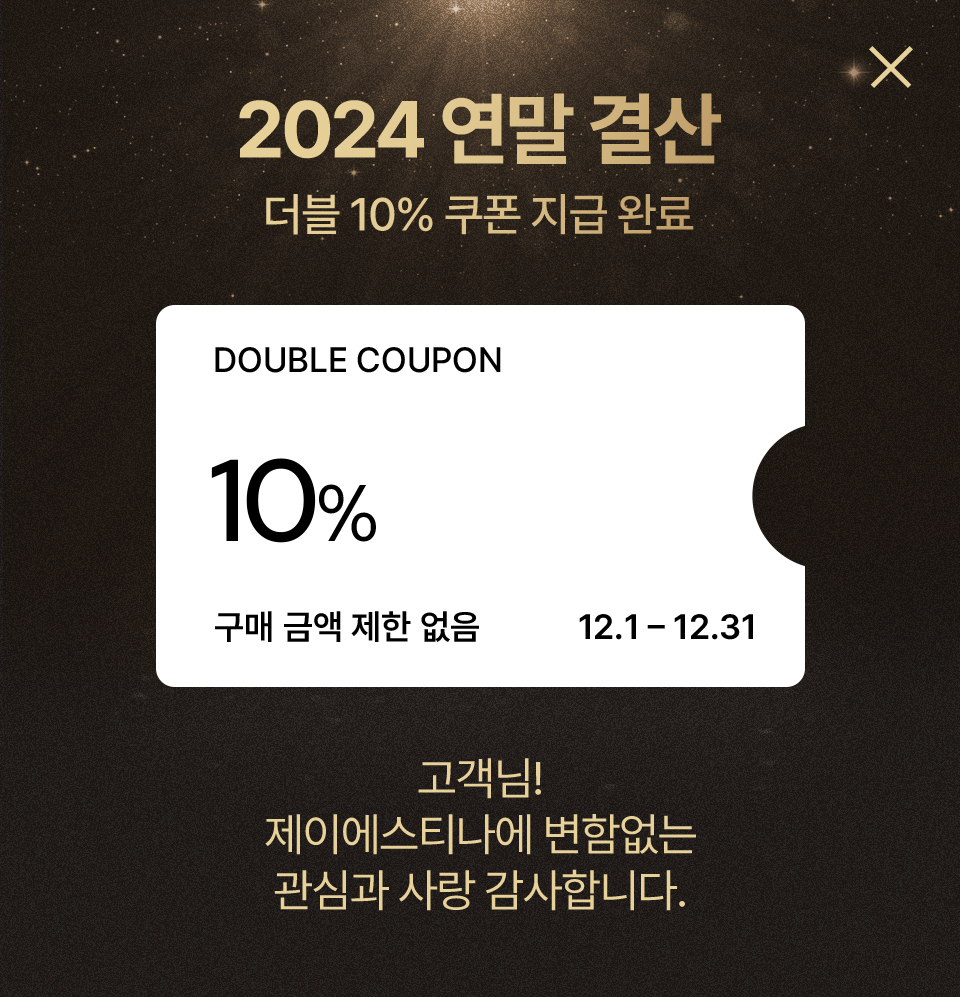 2024 연말 결산
더블 10% 쿠폰 지급 완료
DOUBLE COUPON
10%
구매 금액 제한 없음 12.1 – 12.31
고객님!
제이에스티나에 변함없는
관심과 사랑 감사합니다.